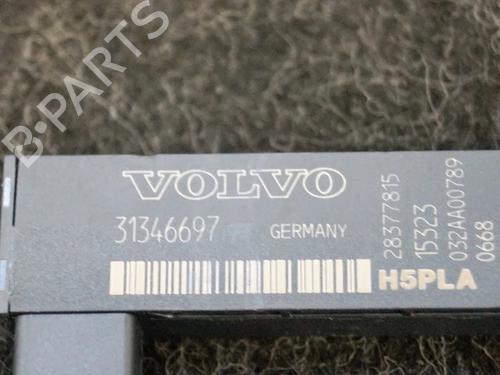 B-PARTS
VOLVO
31346697 GERMANY
28377815
15323
032AA00789
0668
H5PLA